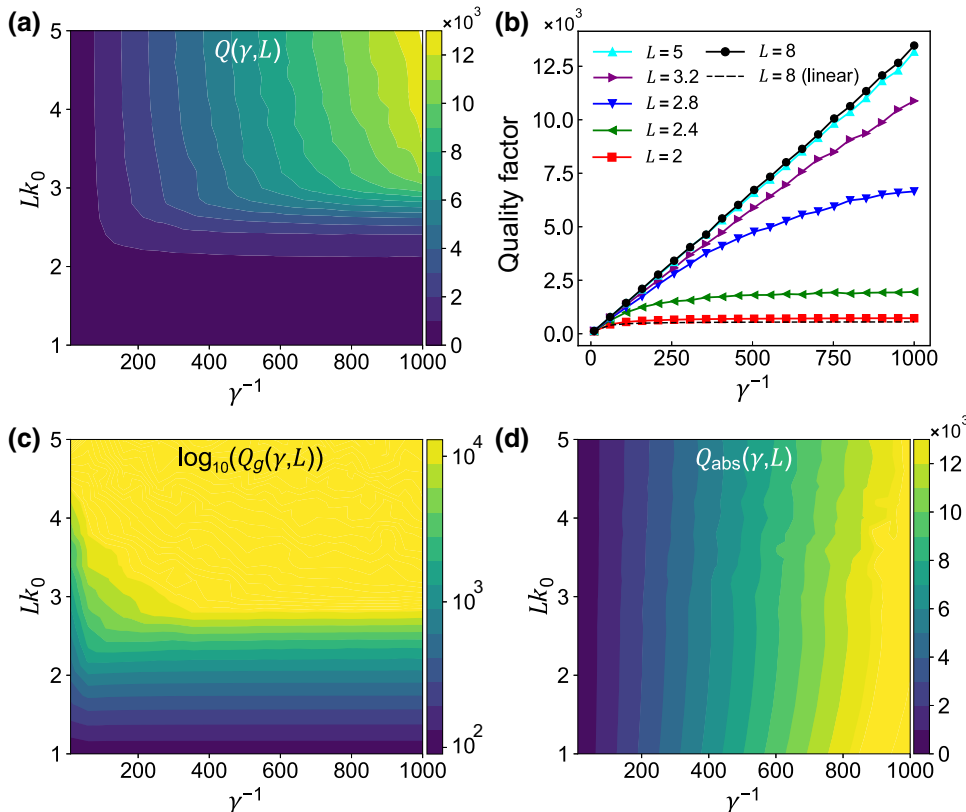 (a)
Q(γ,L)
5
4
3
2
1
Lk₀
200 400 600 800 1000
γ⁻¹
×10³
12
10
8
6
4
2
0
(b)
×10³
12.5
10.0
7.5
5.0
2.5
0.0
Quality factor
L = 5
L = 3.2
L = 2.8
L = 2.4
L = 2
L = 8
L = 8 (linear)
0 250 500 750 1000
γ⁻¹
(c)
log₁₀(Q_g(γ,L))
5
4
3
2
1
Lk₀
200 400 600 800 1000
γ⁻¹
10⁴
10³
10²
(d)
Q_abs(γ,L)
5
4
3
2
1
Lk₀
200 400 600 800 1000
γ⁻¹
×10³
12
10
8
6
4
2
0